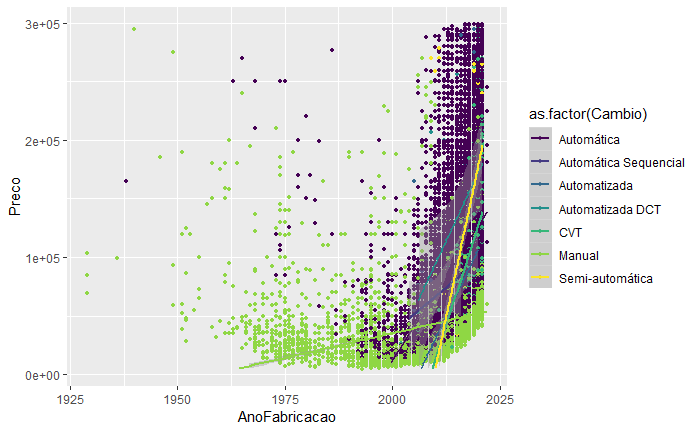 3e+05
2e+05
1e+05
0e+00
Preco
1925
1950
1975
2000
2025
AnoFabricacao
as.factor(Cambio)
Automática
Automática Sequencial
Automatizada
Automatizada DCT
CVT
Manual
Semi-automática